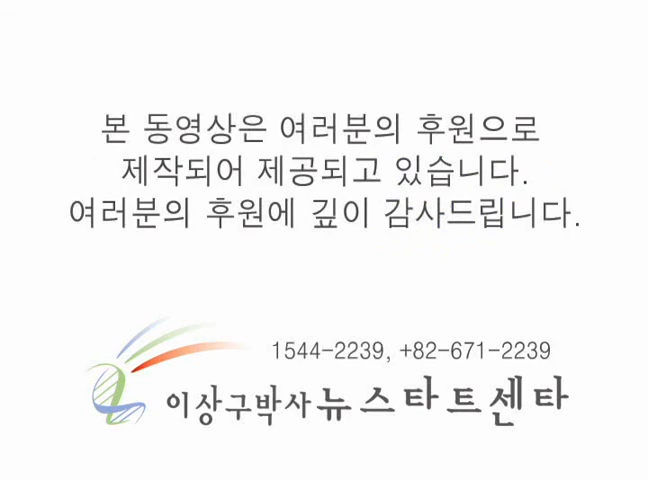 본 동영상은 여러분의 후원으로
제작되어 제공되고 있습니다.
여러분의 후원에 깊이 감사드립니다.
1544-2239, +82-671-2239
이상구박사 뉴스타트센타